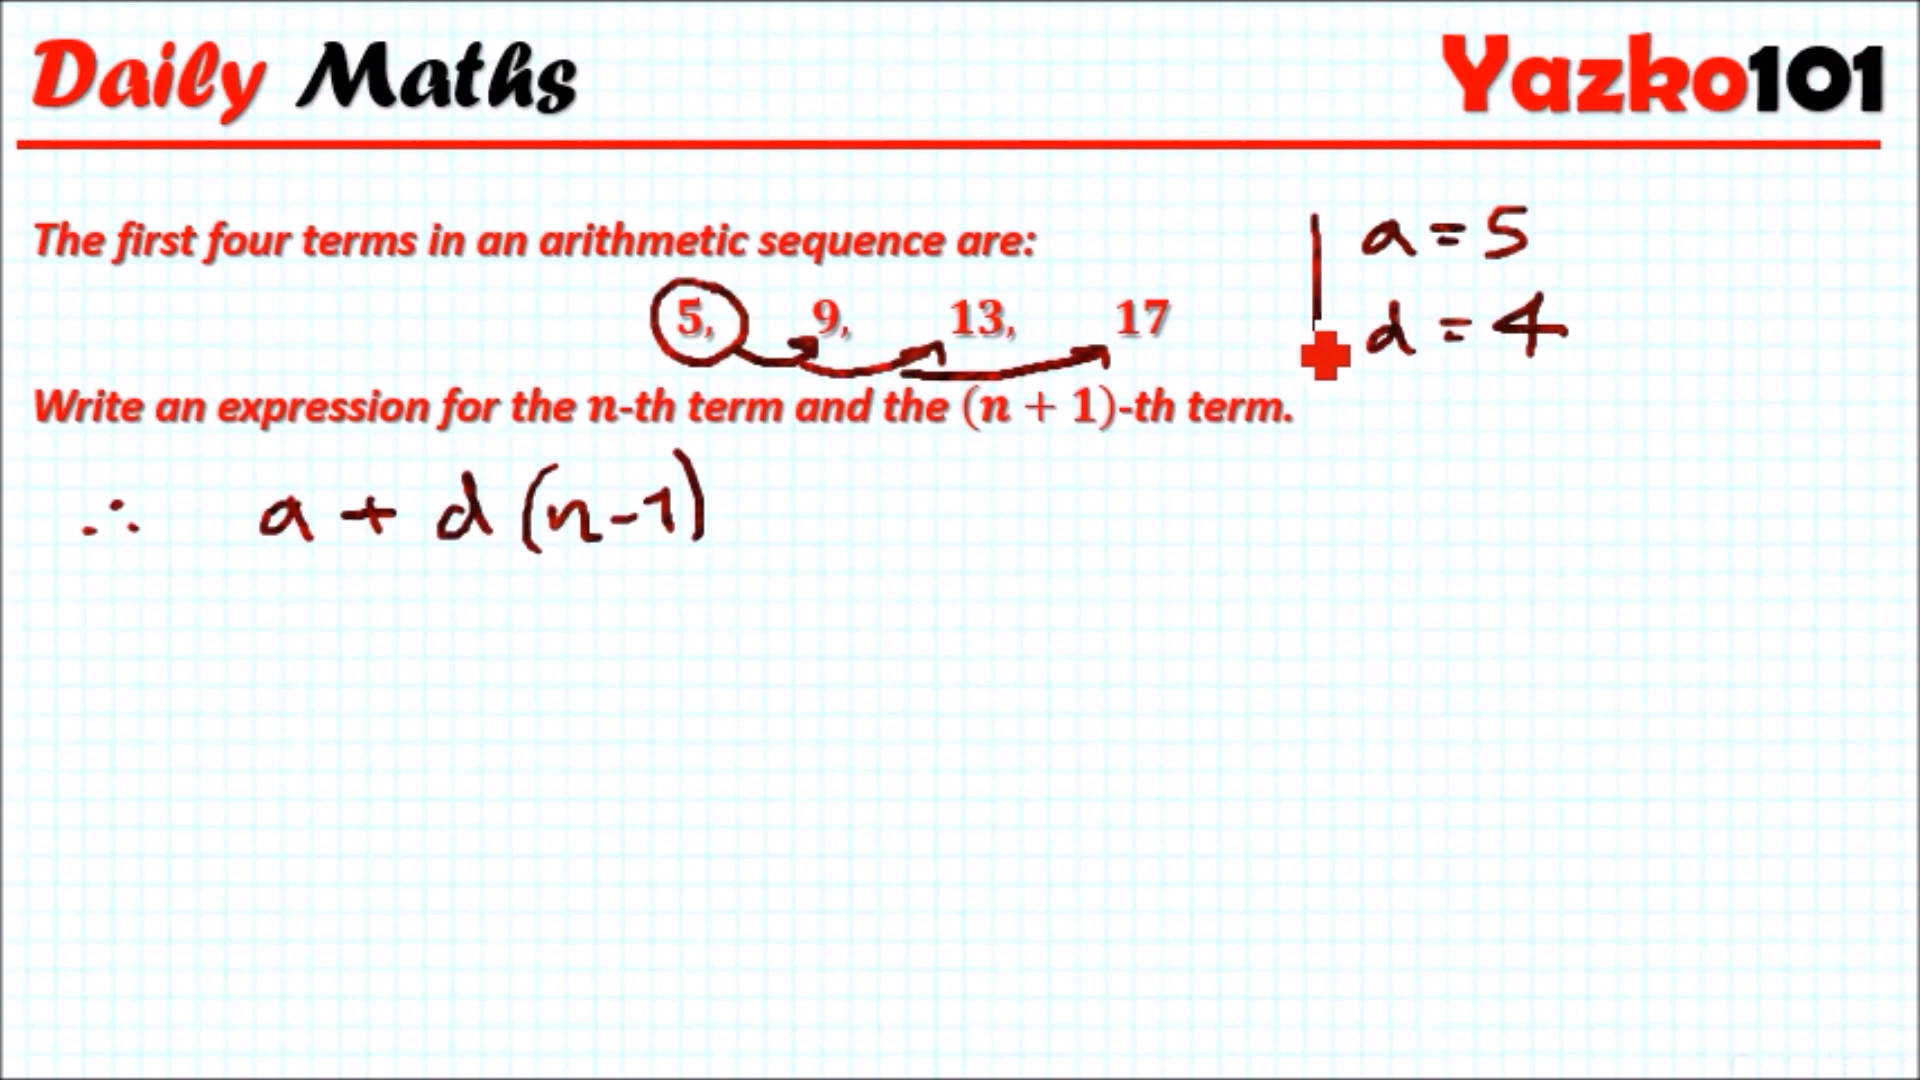 Daily Maths Yazko101
The first four terms in an arithmetic sequence are:
a = 5
5, 9, 13, 17
d = 4
Write an expression for the n-th term and the (n + 1)-th term.
∴ a + d (n-1)